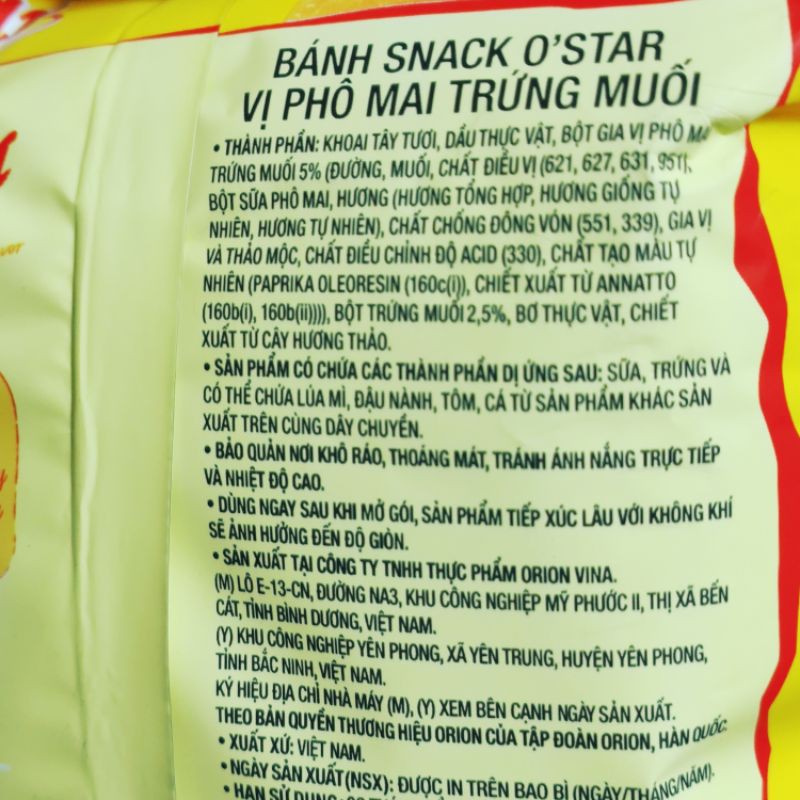 BÁNH SNACK O'STAR
VỊ PHÔ MAI TRỨNG MUỐI
• THÀNH PHẦN: KHOAI TÂY TƯƠI, DẦU THỰC VẬT, BỘT GIA VỊ PHÔ MAI
TRỨNG MUỐI 5% (ĐƯỜNG, MUỐI, CHẤT ĐIỀU VỊ (621, 627, 631, 951),
BỘT SỮA PHÔ MAI, HƯƠNG (HƯƠNG TỔNG HỢP, HƯƠNG GIỐNG TỰ
NHIÊN, HƯƠNG TỰ NHIÊN), CHẤT CHỐNG ĐÔNG VÓN (551, 339), GIA VỊ
VÀ THẢO MỘC, CHẤT ĐIỀU CHỈNH ĐỘ ACID (330), CHẤT TẠO MÀU TỰ
NHIÊN (PAPRIKA OLEORESIN (160c(i)), CHIẾT XUẤT TỪ ANNATTO
(160b(i), 160b(ii)))), BỘT TRỨNG MUỐI 2,5%, BƠ THỰC VẬT, CHIẾT
XUẤT TỪ CÂY HƯƠNG THẢO.
• SẢN PHẨM CÓ CHỨA CÁC THÀNH PHẦN DỊ ỨNG SAU: SỮA, TRỨNG VÀ
CÓ THỂ CHỨA LÚA MÌ, ĐẬU NÀNH, TÔM, CÁ TỪ SẢN PHẨM KHÁC SẢN
XUẤT TRÊN CÙNG DÂY CHUYỀN.
• BẢO QUẢN NƠI KHÔ RÁO, THOÁNG MÁT, TRÁNH ÁNH NẮNG TRỰC TIẾP
VÀ NHIỆT ĐỘ CAO.
• DÙNG NGAY SAU KHI MỞ GÓI, SẢN PHẨM TIẾP XÚC LÂU VỚI KHÔNG KHÍ
SẼ ẢNH HƯỞNG ĐẾN ĐỘ GIÒN.
• SẢN XUẤT TẠI CÔNG TY TNHH THỰC PHẨM ORION VINA.
(M) LÔ E-13-CN, ĐƯỜNG NA3, KHU CÔNG NGHIỆP MỸ PHƯỚC II, THỊ XÃ BẾN
CÁT, TỈNH BÌNH DƯƠNG, VIỆT NAM.
(Y) KHU CÔNG NGHIỆP YÊN PHONG, XÃ YÊN TRUNG, HUYỆN YÊN PHONG,
TỈNH BẮC NINH, VIỆT NAM.
KÝ HIỆU ĐỊA CHỈ NHÀ MÁY (M), (Y) XEM BÊN CẠNH NGÀY SẢN XUẤT.
THEO BẢN QUYỀN THƯƠNG HIỆU ORION CỦA TẬP ĐOÀN ORION, HÀN QUỐC.
• XUẤT XỨ: VIỆT NAM.
• NGÀY SẢN XUẤT (NSX): ĐƯỢC IN TRÊN BAO BÌ (NGÀY/THÁNG/NĂM).
• HẠN SỬ DỤNG: